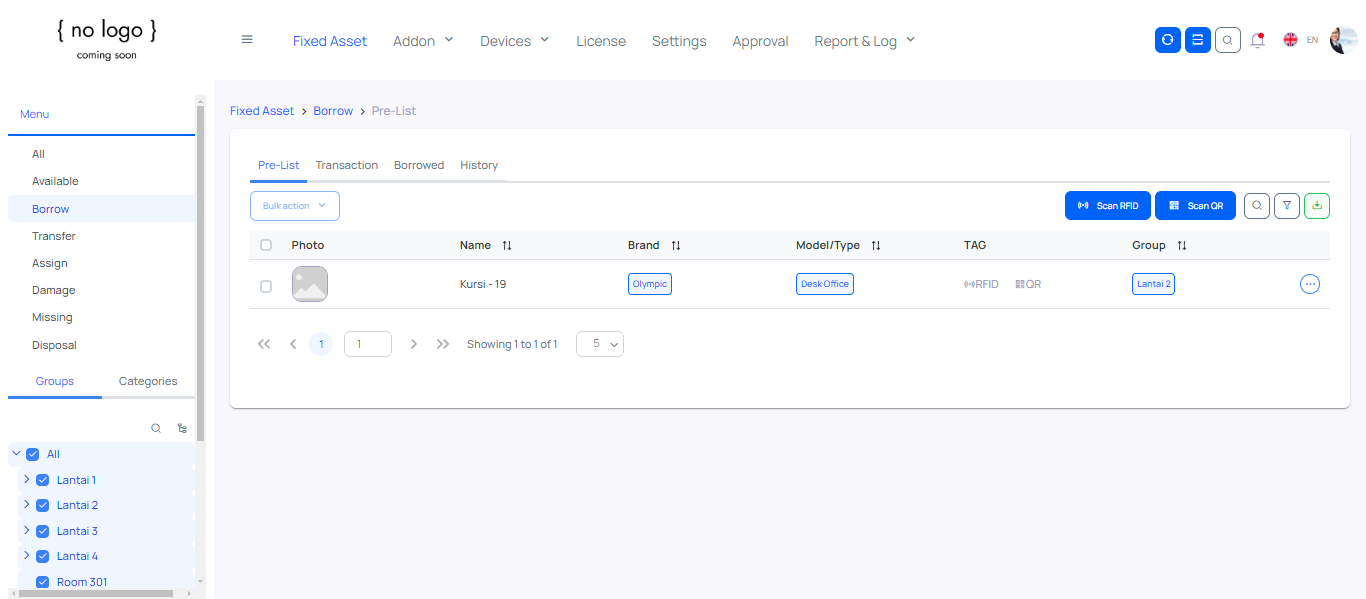 { no logo }
coming soon
Fixed Asset Addon Devices License Settings Approval Report & Log EN
Menu
All
Available
Borrow
Transfer
Assign
Damage
Missing
Disposal
Groups Categories
All
Lantai 1
Lantai 2
Lantai 3
Lantai 4
Room 301
Fixed Asset > Borrow > Pre-List
Pre-List Transaction Borrowed History
Bulk action Scan RFID Scan QR
Photo Name Brand Model/Type TAG Group
Kursi - 19 Olympic Desk Office RFID QR Lantai 2
1 1 Showing 1 to 1 of 1 5